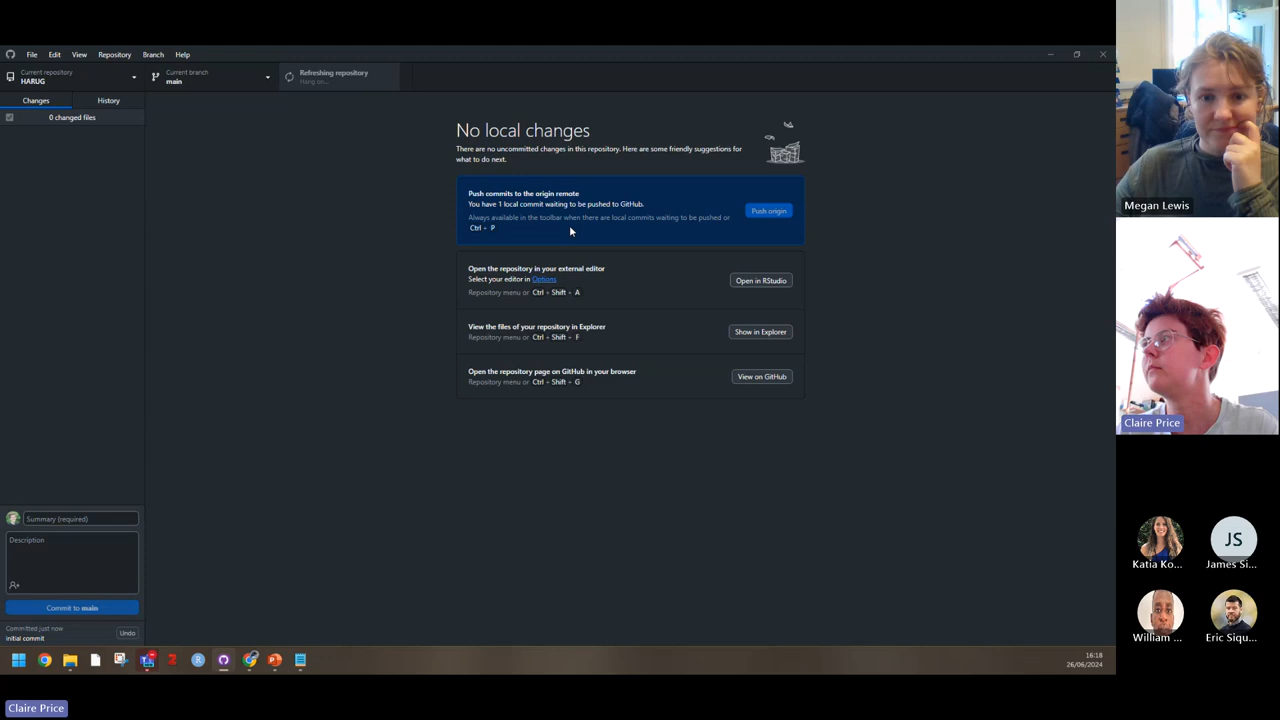 File Edit View Repository Branch Help
Current repository
HARUG
Current branch
main
Refreshing repository
Hang on...
Changes History
0 changed files
No local changes
There are no uncommitted changes in this repository. Here are some friendly suggestions for
what to do next.
Push commits to the origin remote
You have 1 local commit waiting to be pushed to GitHub.
Always available in the toolbar when there are local commits waiting to be pushed or
Ctrl + P
Push origin
Open the repository in your external editor
Select your editor in Options
Repository menu or Ctrl + Shift + A
Open in RStudio
View the files of your repository in Explorer
Repository menu or Ctrl + Shift + F
Show in Explorer
Open the repository page on GitHub in your browser
Repository menu or Ctrl + Shift + G
View on GitHub
Summary (required)
Description
Commit to main
Committed just now
initial commit
Undo
16:18
26/06/2024
Megan Lewis
Claire Price
JS
Katia Ko...
James Si...
William ...
Eric Siqu...
Claire Price